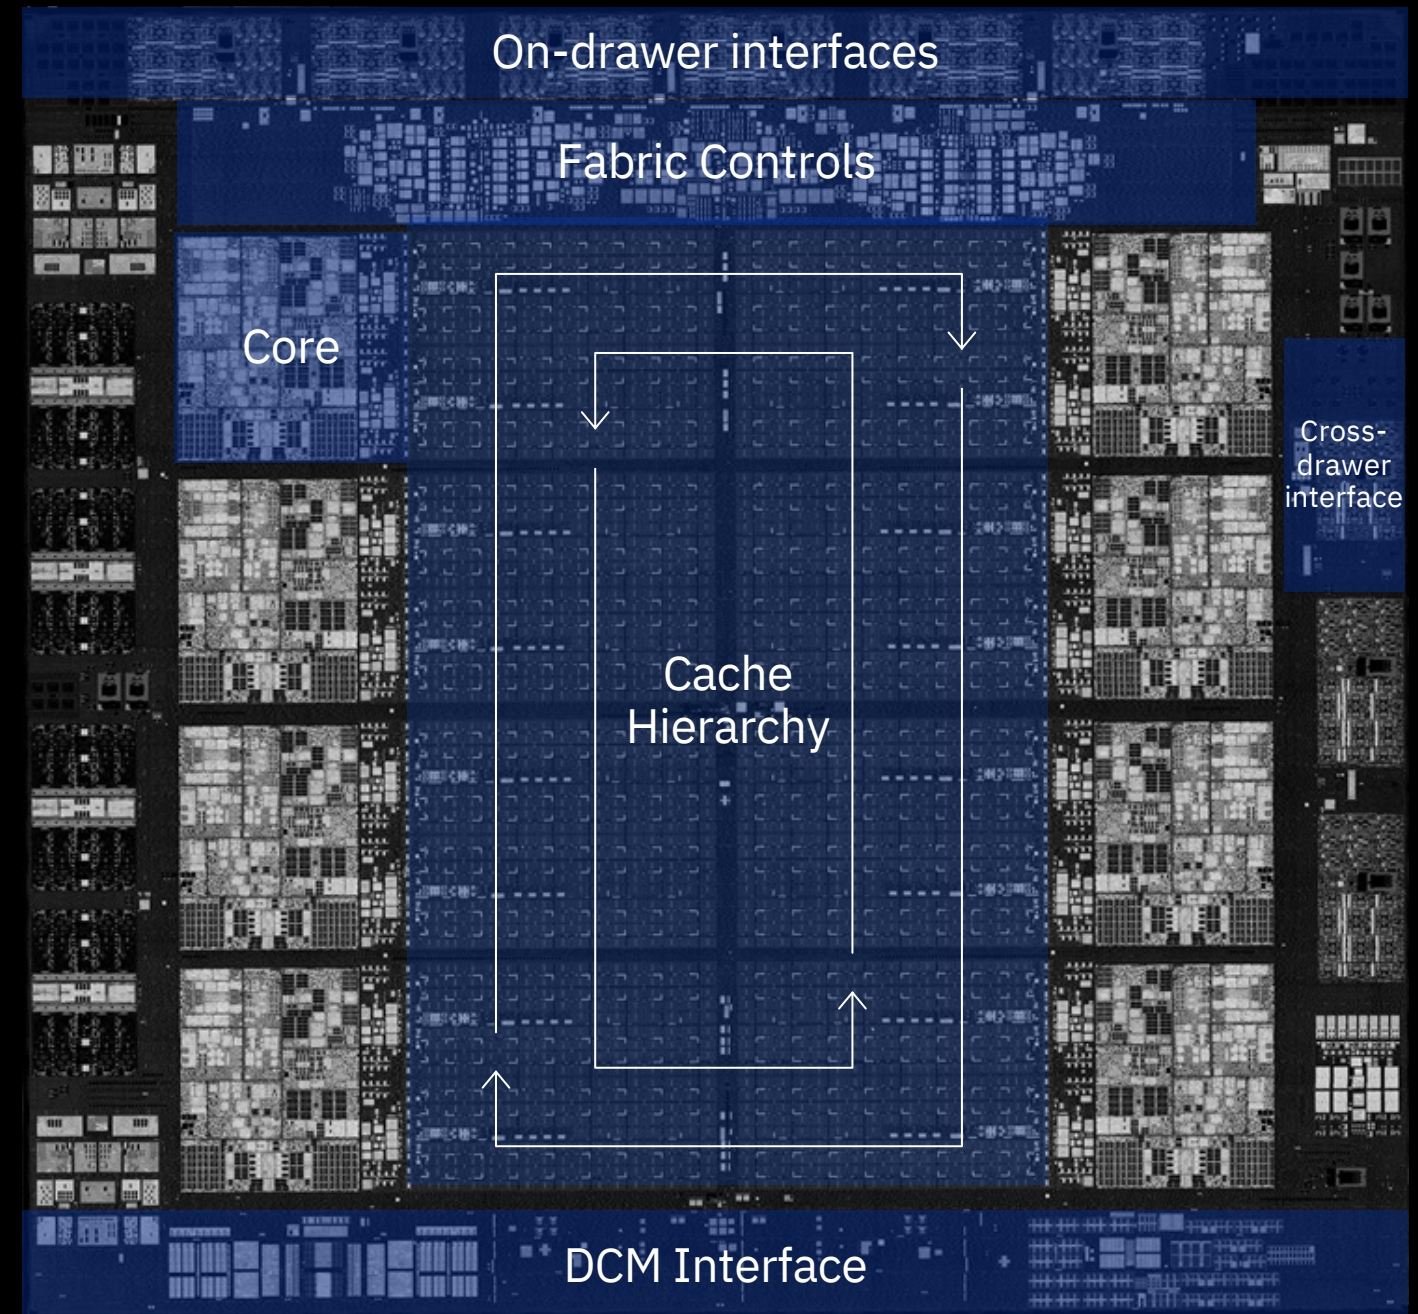 On-drawer interfaces
Fabric Controls
Core
Cross-
drawer
interface
Cache
Hierarchy
DCM Interface